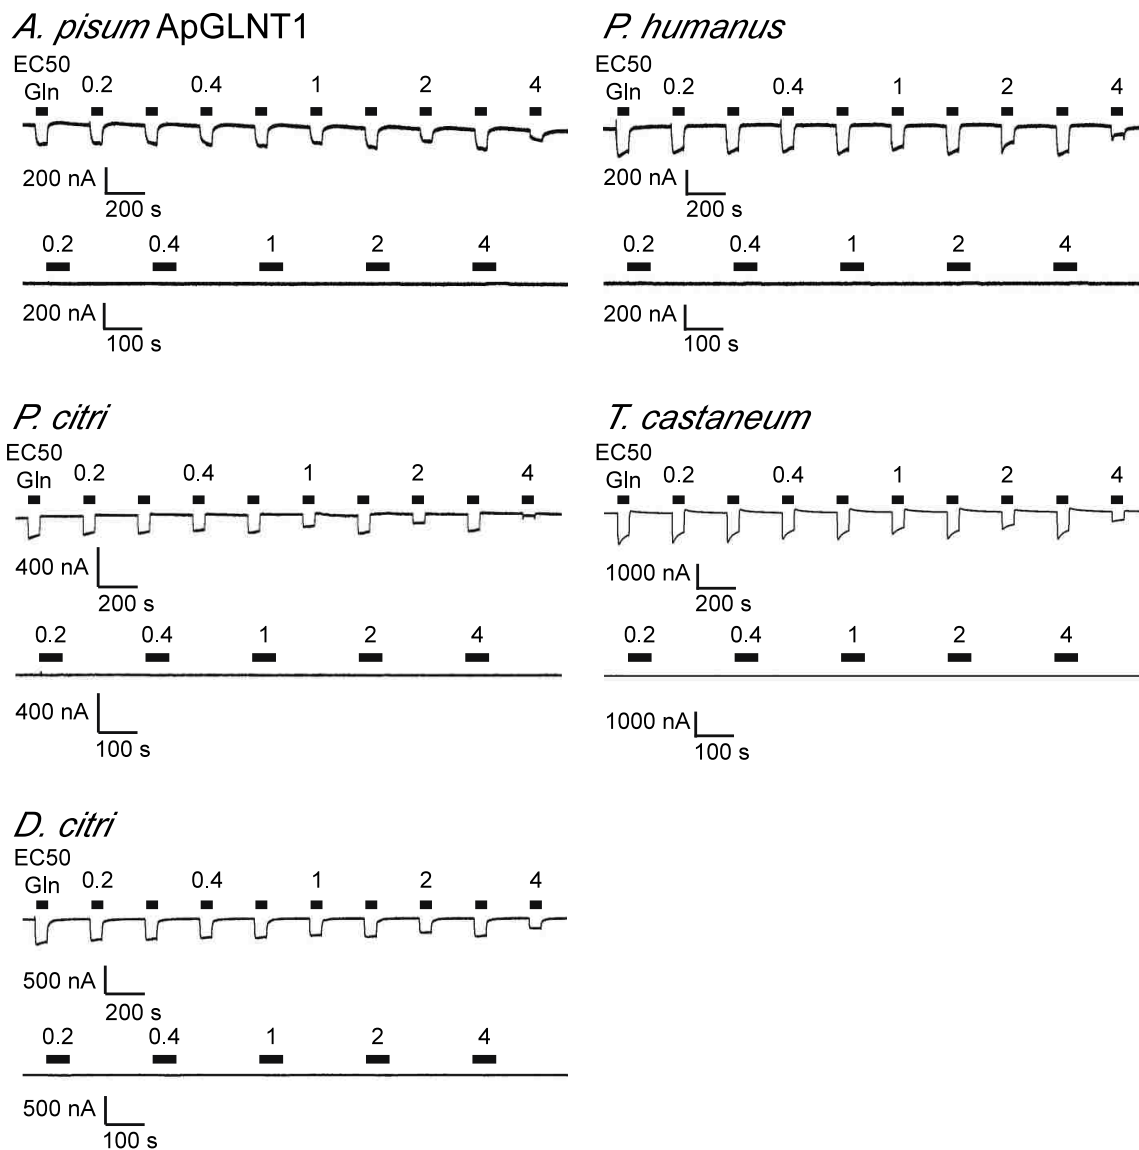 A. pisum ApGLNT1
EC50
Gln 0.2 0.4 1 2 4
200 nA
200 s
0.2 0.4 1 2 4
200 nA
100 s
P. humanus
EC50
Gln 0.2 0.4 1 2 4
200 nA
200 s
0.2 0.4 1 2 4
200 nA
100 s
P. citri
EC50
Gln 0.2 0.4 1 2 4
400 nA
200 s
0.2 0.4 1 2 4
400 nA
100 s
T. castaneum
EC50
Gln 0.2 0.4 1 2 4
1000 nA
200 s
0.2 0.4 1 2 4
1000 nA
100 s
D. citri
EC50
Gln 0.2 0.4 1 2 4
500 nA
200 s
0.2 0.4 1 2 4
500 nA
100 s